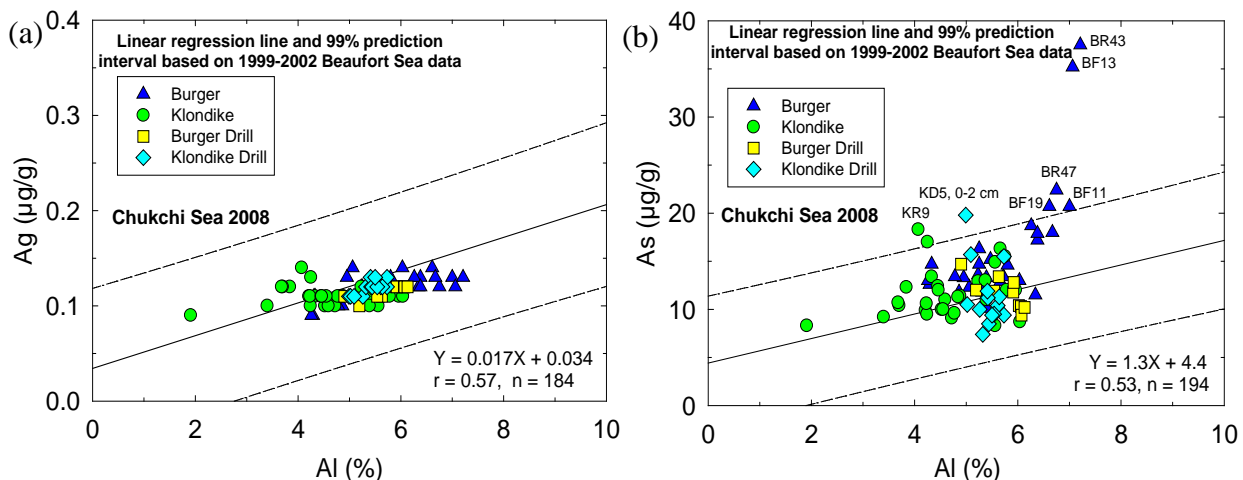 (a)
Ag (µg/g)
0.4
0.3
0.2
0.1
0.0
Linear regression line and 99% prediction
interval based on 1999-2002 Beaufort Sea data
Burger
Klondike
Burger Drill
Klondike Drill
Chukchi Sea 2008
Y = 0.017X + 0.034
r = 0.57, n = 184
0 2 4 6 8 10
Al (%)
(b)
As (µg/g)
40
30
20
10
0
Linear regression line and 99% prediction
interval based on 1999-2002 Beaufort Sea data
BR43
BF13
Burger
Klondike
Burger Drill
Klondike Drill
BR47
KD5, 0-2 cm
BF19
BF11
Chukchi Sea 2008
KR9
Y = 1.3X + 4.4
r = 0.53, n = 194
0 2 4 6 8 10
Al (%)